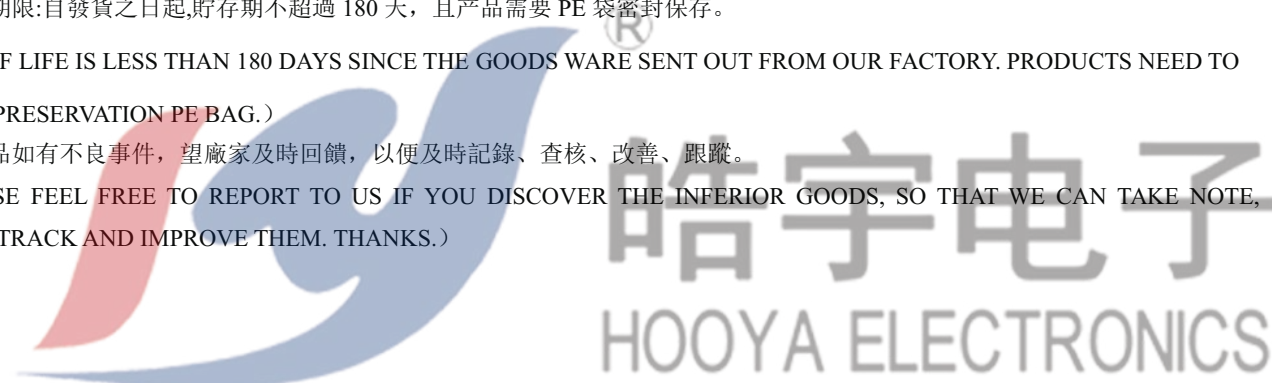 期限:自發貨之日起,貯存期不超過 180 天，且产品需要 PE 袋密封保存。
F LIFE IS LESS THAN 180 DAYS SINCE THE GOODS WARE SENT OUT FROM OUR FACTORY. PRODUCTS NEED TO
PRESERVATION PE BAG.）
品如有不良事件，望廠家及時回饋，以便及時記錄、查核、改善、跟蹤。
SE FEEL FREE TO REPORT TO US IF YOU DISCOVER THE INFERIOR GOODS, SO THAT WE CAN TAKE NOTE,
TRACK AND IMPROVE THEM. THANKS.）
®
皓宇电子
HOOYA ELECTRONICS